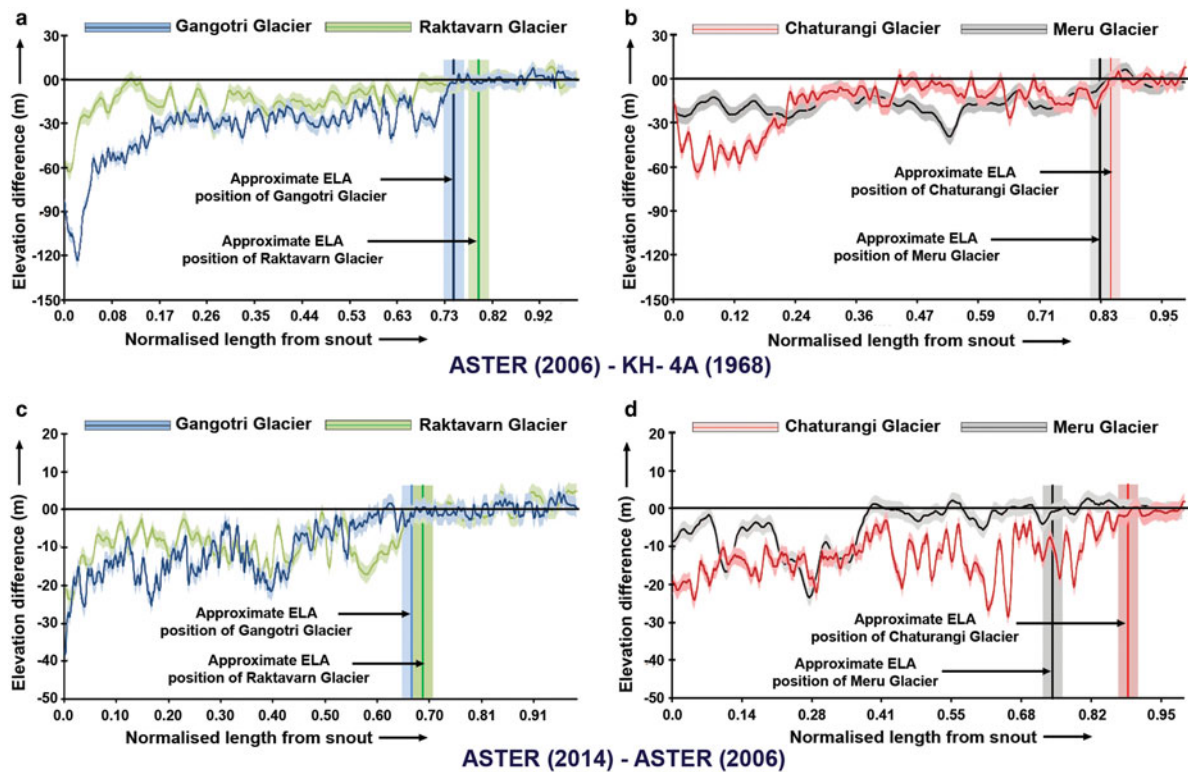 a
Gangotri Glacier
Raktavarn Glacier
Elevation difference (m)
30
00
-30
-60
-90
-120
-150
Approximate ELA
position of Gangotri Glacier
Approximate ELA
position of Raktavarn Glacier
0.0 0.08 0.17 0.26 0.35 0.44 0.53 0.63 0.73 0.82 0.92
Normalised length from snout
b
Chaturangi Glacier
Meru Glacier
Elevation difference (m)
30
00
-30
-60
-90
-120
-150
Approximate ELA
position of Chaturangi Glacier
Approximate ELA
position of Meru Glacier
0.0 0.12 0.24 0.36 0.47 0.59 0.71 0.83 0.95
Normalised length from snout
ASTER (2006) - KH- 4A (1968)
c
Gangotri Glacier
Raktavarn Glacier
Elevation difference (m)
20
10
00
-10
-20
-30
-40
-50
Approximate ELA
position of Gangotri Glacier
Approximate ELA
position of Raktavarn Glacier
0.0 0.10 0.20 0.30 0.40 0.50 0.60 0.70 0.80 0.91
Normalised length from snout
d
Chaturangi Glacier
Meru Glacier
Elevation difference (m)
20
10
00
-10
-20
-30
-40
-50
Approximate ELA
position of Chaturangi Glacier
Approximate ELA
position of Meru Glacier
0.0 0.14 0.28 0.41 0.55 0.68 0.82 0.95
Normalised length from snout
ASTER (2014) - ASTER (2006)